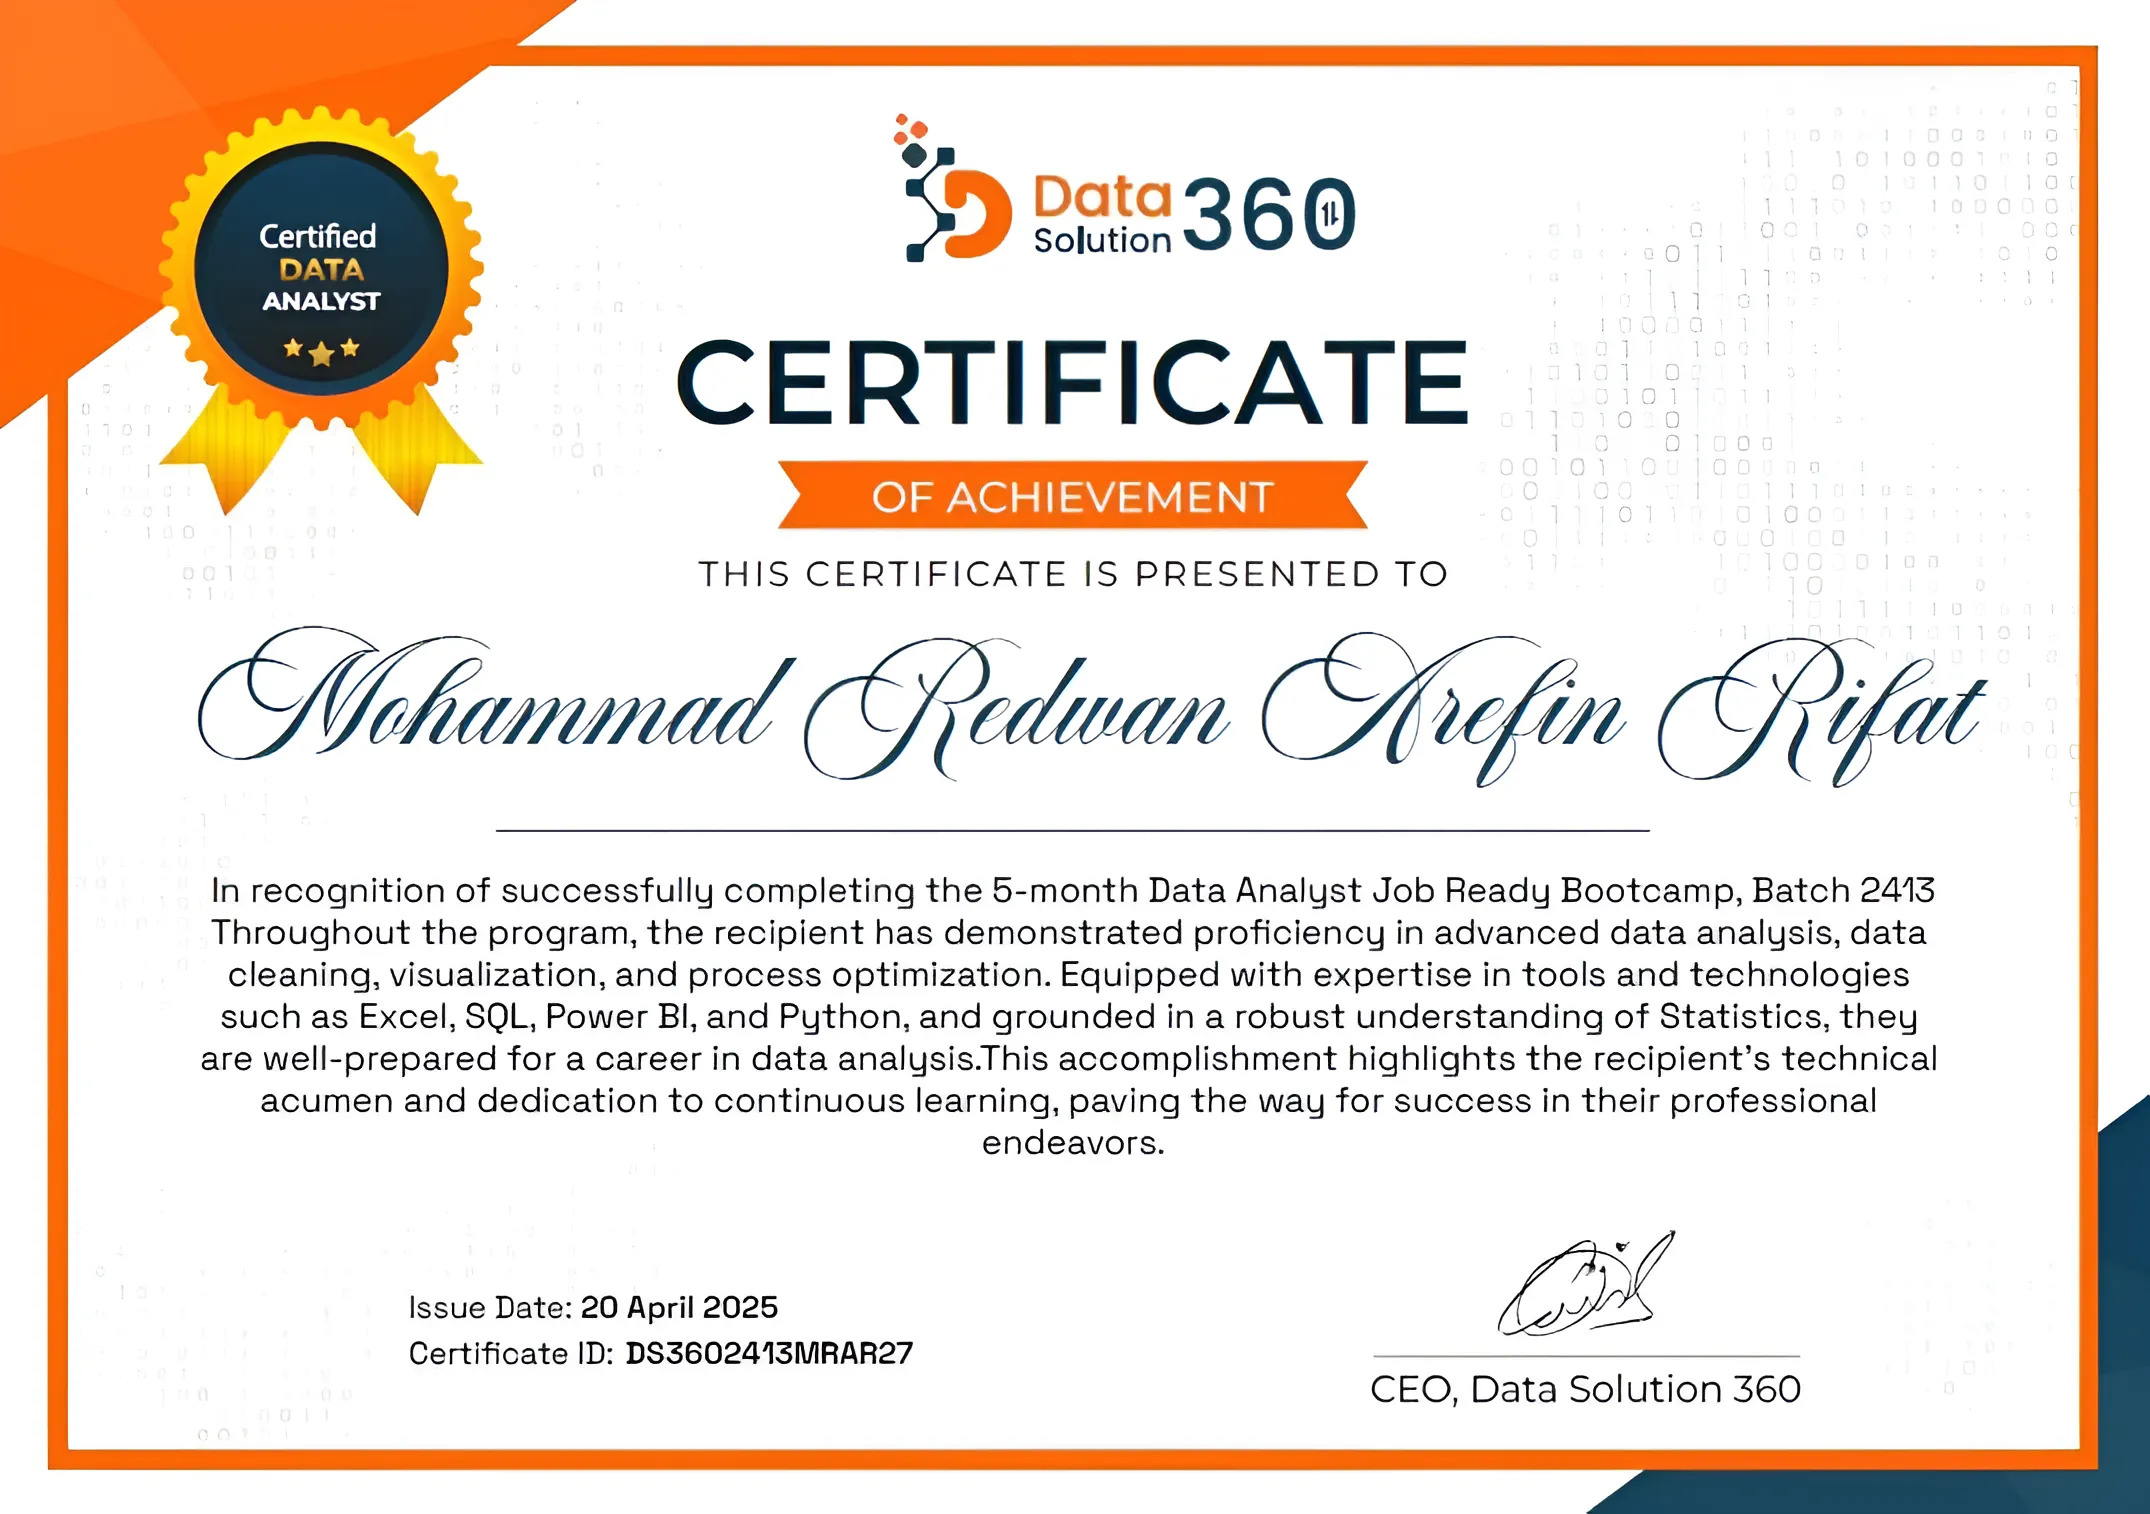 Certified
DATA
ANALYST
Data
Solution
360
CERTIFICATE
OF ACHIEVEMENT
THIS CERTIFICATE IS PRESENTED TO
Mohammad Redwan Arefin Rifat
In recognition of successfully completing the 5-month Data Analyst Job Ready Bootcamp, Batch 2413
Throughout the program, the recipient has demonstrated proficiency in advanced data analysis, data
cleaning, visualization, and process optimization. Equipped with expertise in tools and technologies
such as Excel, SQL, Power BI, and Python, and grounded in a robust understanding of Statistics, they
are well-prepared for a career in data analysis.This accomplishment highlights the recipient's technical
acumen and dedication to continuous learning, paving the way for success in their professional
endeavors.
Issue Date: 20 April 2025
Certificate ID: DS3602413MRAR27
CEO, Data Solution 360